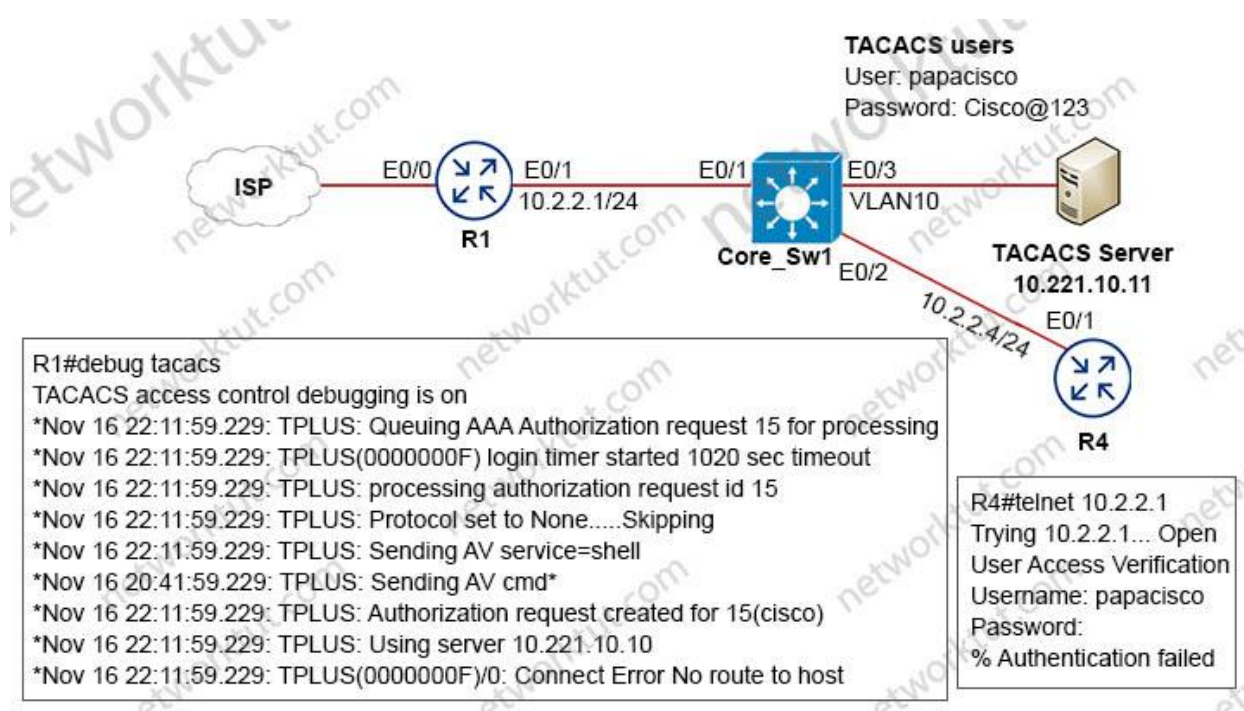 TACACS users
User: papacisco
Password: Cisco@123
ISP
E0/0
E0/1
10.2.2.1/24
R1
E0/1
E0/3
VLAN10
Core_Sw1
E0/2
TACACS Server
10.221.10.11
10.2.2.4/24
E0/1
R4
R1#debug tacacs
TACACS access control debugging is on
*Nov 16 22:11:59.229: TPLUS: Queuing AAA Authorization request 15 for processing
*Nov 16 22:11:59.229: TPLUS(0000000F) login timer started 1020 sec timeout
*Nov 16 22:11:59.229: TPLUS: processing authorization request id 15
*Nov 16 22:11:59.229: TPLUS: Protocol set to None.....Skipping
*Nov 16 22:11:59.229: TPLUS: Sending AV service=shell
*Nov 16 20:41:59.229: TPLUS: Sending AV cmd*
*Nov 16 22:11:59.229: TPLUS: Authorization request created for 15(cisco)
*Nov 16 22:11:59.229: TPLUS: Using server 10.221.10.10
*Nov 16 22:11:59.229: TPLUS(0000000F)/0: Connect Error No route to host
R4#telnet 10.2.2.1
Trying 10.2.2.1... Open
User Access Verification
Username: papacisco
Password:
% Authentication failed
networktut.com